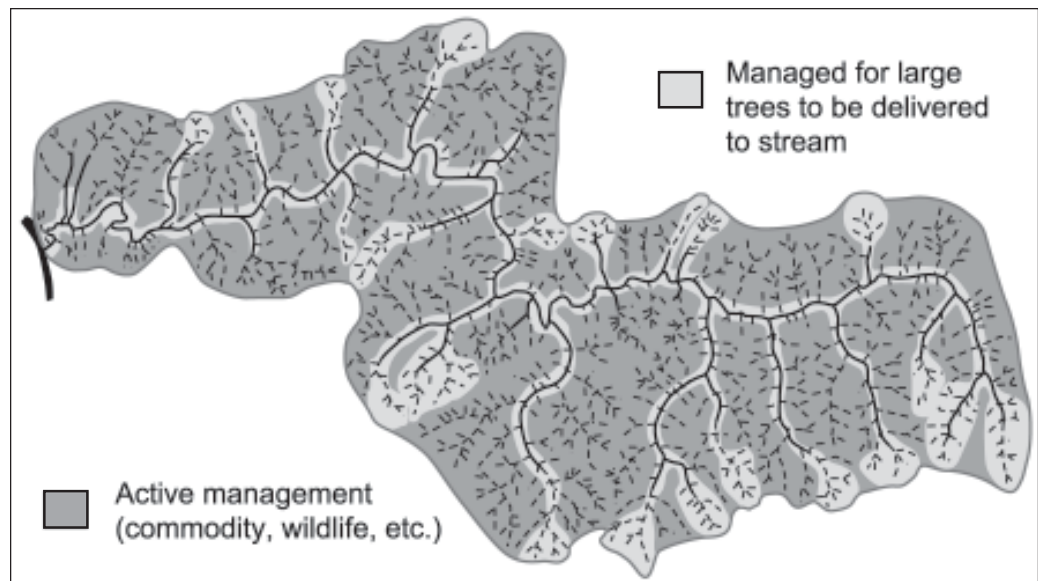 Managed for large
trees to be delivered
to stream
Active management
(commodity, wildlife, etc.)